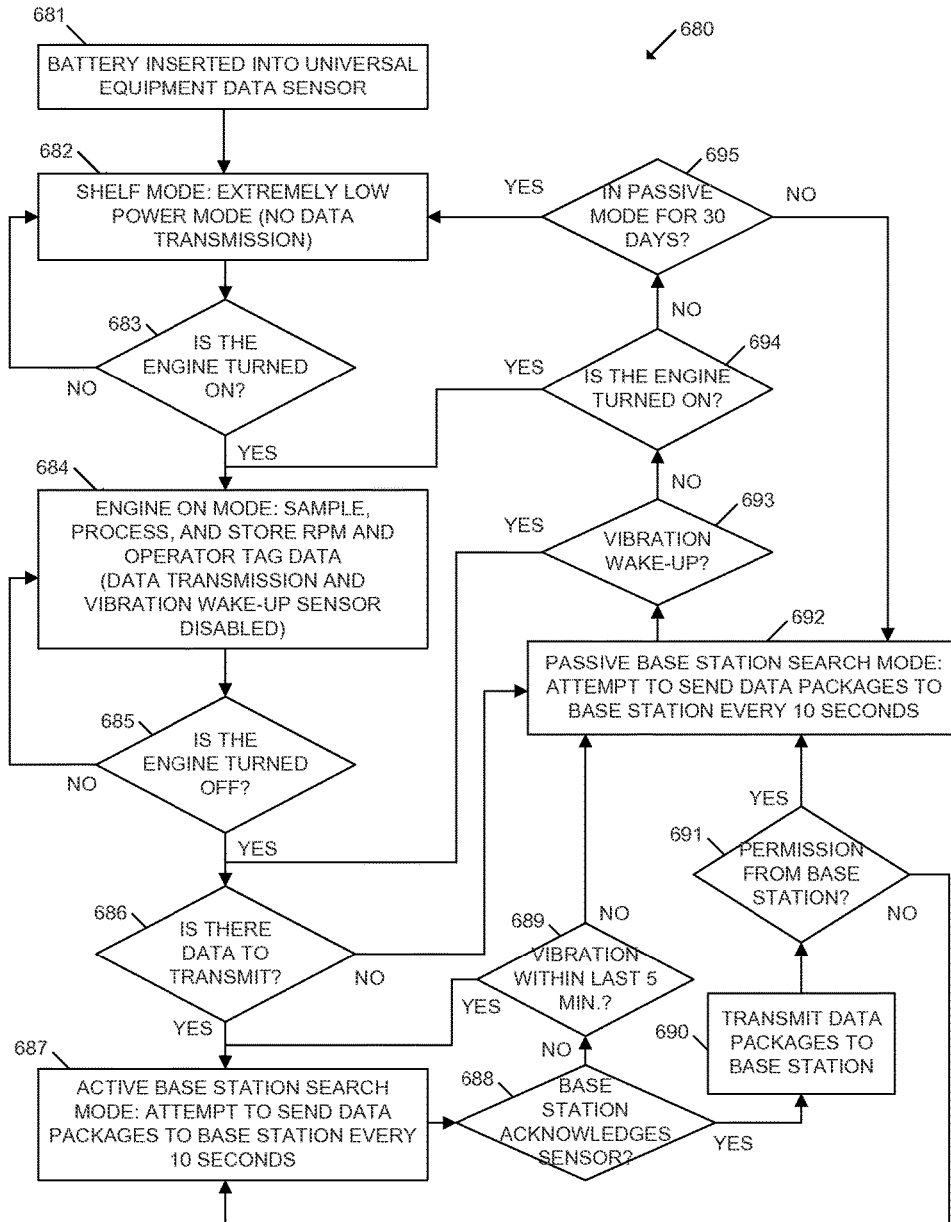 681
680
BATTERY INSERTED INTO UNIVERSAL
EQUIPMENT DATA SENSOR
682
SHELF MODE: EXTREMELY LOW
POWER MODE (NO DATA
TRANSMISSION)
695
YES
IN PASSIVE
MODE FOR 30
DAYS?
NO
683
IS THE
ENGINE TURNED
ON?
NO
YES
NO
694
YES
IS THE ENGINE
TURNED ON?
684
ENGINE ON MODE: SAMPLE,
PROCESS, AND STORE RPM AND
OPERATOR TAG DATA
(DATA TRANSMISSION AND
VIBRATION WAKE-UP SENSOR
DISABLED)
NO
693
YES
VIBRATION
WAKE-UP?
692
PASSIVE BASE STATION SEARCH MODE:
ATTEMPT TO SEND DATA PACKAGES TO
BASE STATION EVERY 10 SECONDS
685
IS THE
ENGINE TURNED
OFF?
NO
YES
YES
691
PERMISSION
FROM BASE
STATION?
NO
686
IS THERE
DATA TO
TRANSMIT?
NO
YES
689
NO
VIBRATION
WITHIN LAST 5
MIN.?
YES
690
TRANSMIT DATA
PACKAGES TO
BASE STATION
687
ACTIVE BASE STATION SEARCH
MODE: ATTEMPT TO SEND DATA
PACKAGES TO BASE STATION EVERY
10 SECONDS
688
NO
BASE
STATION
ACKNOWLEDGES
SENSOR?
YES